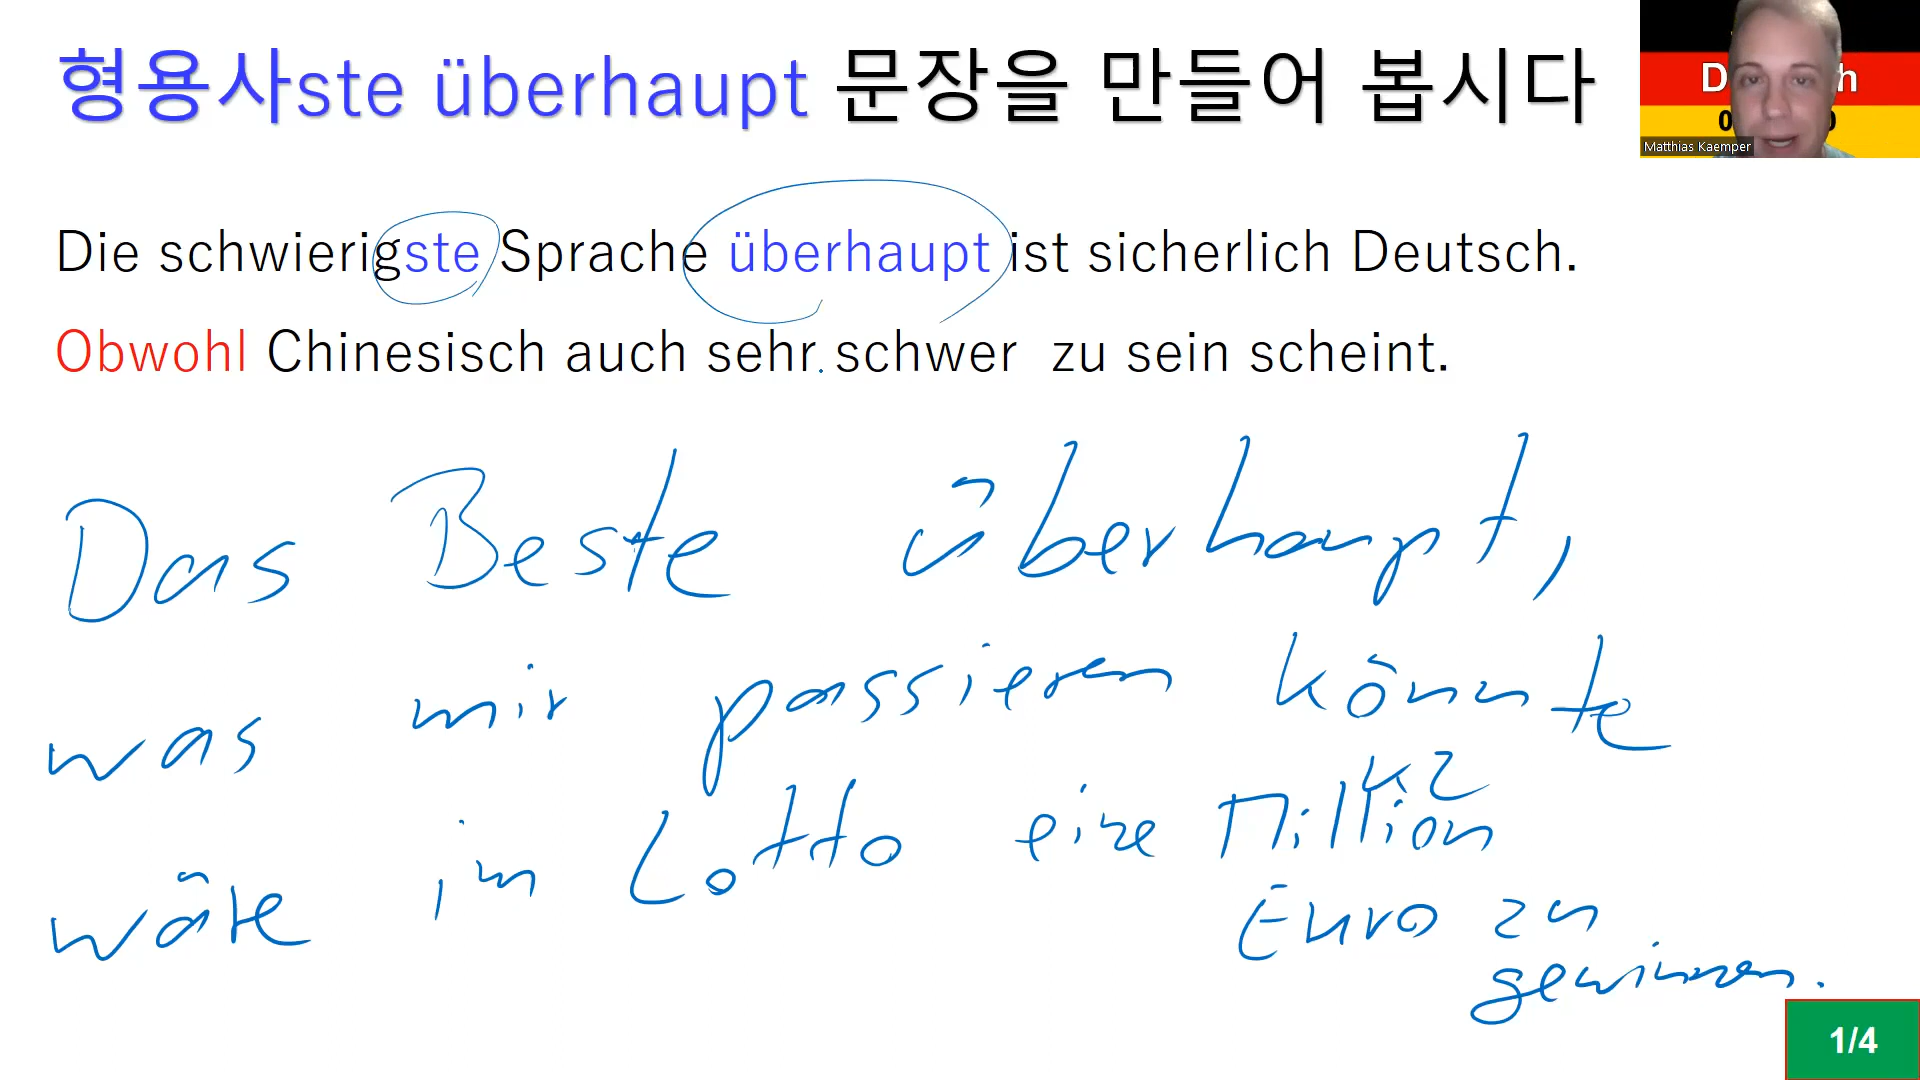 형용사ste überhaupt 문장을 만들어 봅시다
Matthias Kaemper
Die schwierigste Sprache überhaupt ist sicherlich Deutsch.
Obwohl Chinesisch auch sehr schwer zu sein scheint.
Das Beste überhaupt,
was mir passieren könnte
K2
wäre im Lotto eine Million
Euro zu
gewinnen.
1/4